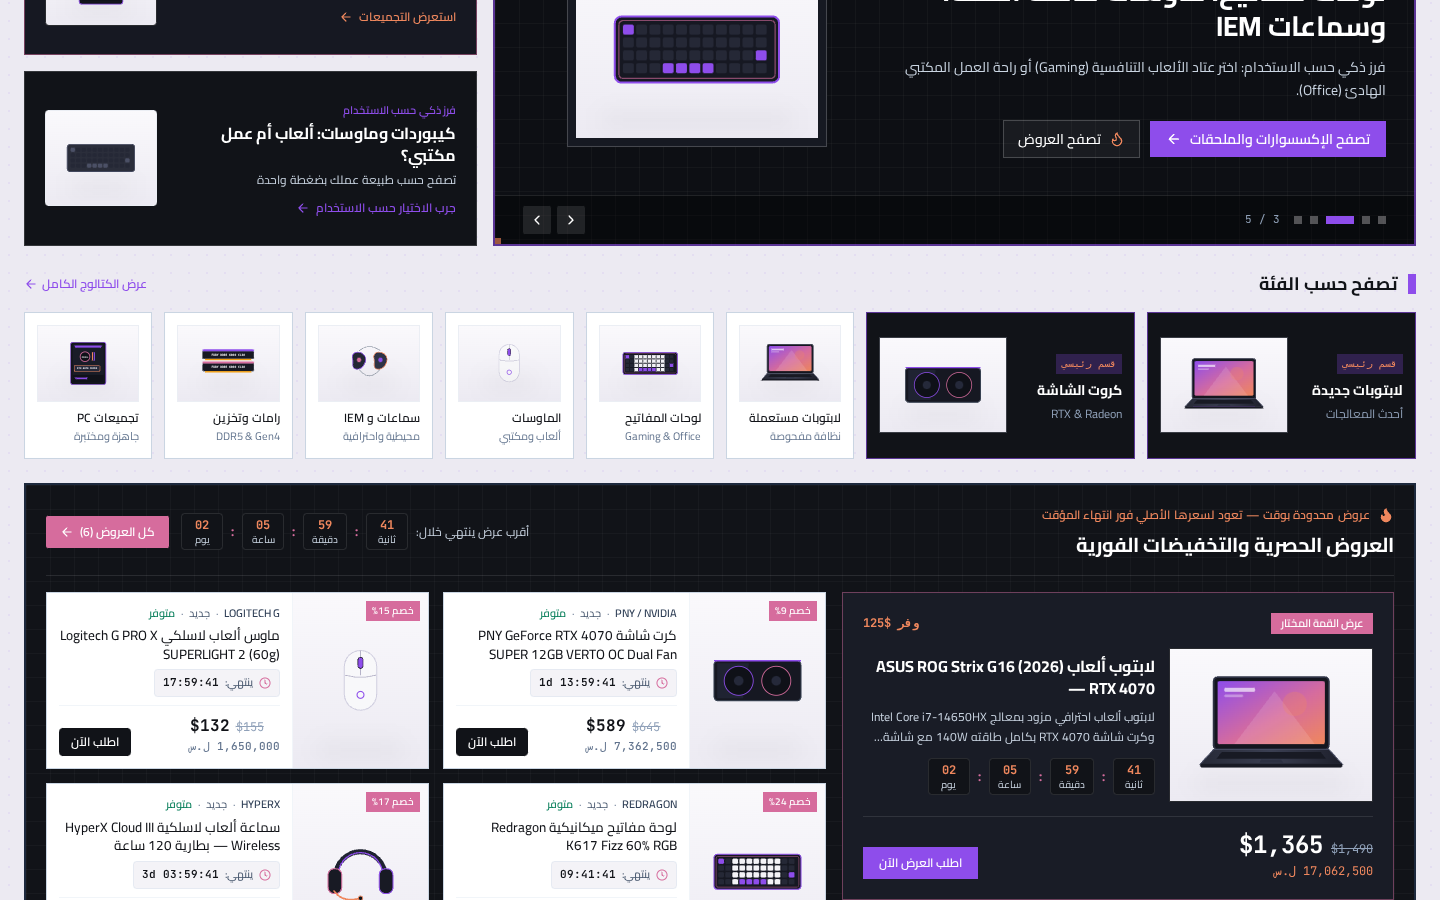 وسماعات IEM
فرز ذكي حسب الاستخدام: اختر عتاد الألعاب التنافسية (Gaming) أو راحة العمل المكتبي
الهادئ (Office).
تصفح الإكسسوارات والملحقات
تصفح العروض
3 / 5
استعرض التجميعات
فرز ذكي حسب الاستخدام
كيبوردات وماوسات: ألعاب أم عمل
مكتبي؟
تصفح حسب طبيعة عملك بضغطة واحدة
جرب الاختيار حسب الاستخدام
تصفح حسب الفئة
عرض الكتالوج الكامل
قسم رئيسي
لابتوبات جديدة
أحدث المعالجات
قسم رئيسي
كروت الشاشة
RTX & Radeon
لابتوبات مستعملة
نظافة مفحوصة
لوحات المفاتيح
Gaming & Office
الماوسات
ألعاب ومكتبي
سماعات و IEM
محيطية واحترافية
رامات وتخزين
DDR5 & Gen4
تجميعات PC
جاهزة ومختبرة
عروض محدودة بوقت — تعود لسعرها الأصلي فور انتهاء المؤقت
العروض الحصرية والتخفيضات الفورية
أقرب عرض ينتهي خلال:
41 : 59 : 05 : 02
ثانية دقيقة ساعة يوم
كل العروض (6)
عرض القمة المختار
وفر $125
لابتوب ألعاب ASUS ROG Strix G16 (2026)
— RTX 4070
لابتوب ألعاب احترافي مزود بمعالج Intel Core i7-14650HX
وكرت شاشة RTX 4070 بكامل طاقته 140W مع شاشة...
41 : 59 : 05 : 02
ثانية دقيقة ساعة يوم
$1,490 $1,365
17,062,500 ل.س
اطلب العرض الآن
خصم 9%
PNY / NVIDIA · جديد · متوفر
كرت شاشة PNY GeForce RTX 4070
SUPER 12GB VERTO OC Dual Fan
ينتهي: 1d 13:59:41
$645 $589
7,362,500 ل.س
اطلب الآن
خصم 15%
LOGITECH G · جديد · متوفر
ماوس ألعاب لاسلكي Logitech G PRO X
SUPERLIGHT 2 (60g)
ينتهي: 17:59:41
$155 $132
1,650,000 ل.س
اطلب الآن
خصم 24%
REDRAGON · جديد · متوفر
لوحة مفاتيح ميكانيكية Redragon
K617 Fizz 60% RGB
ينتهي: 09:41:41
خصم 17%
HYPERX · جديد · متوفر
سماعة ألعاب لاسلكية HyperX Cloud III
Wireless — بطارية 120 ساعة
ينتهي: 3d 03:59:41